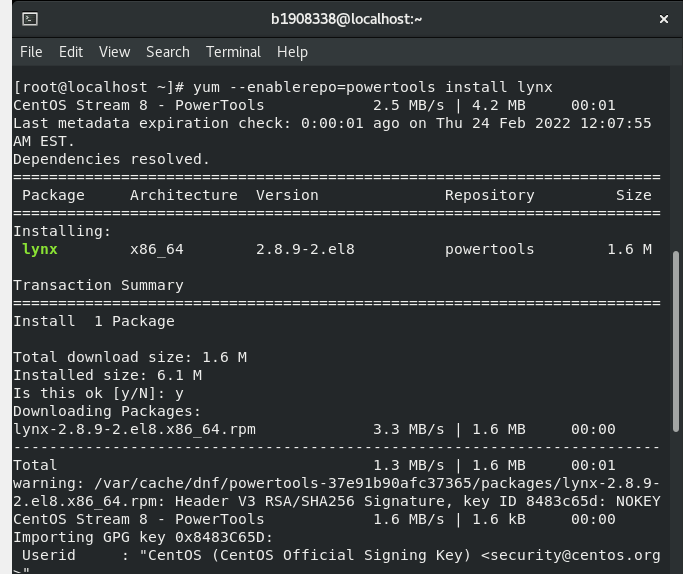 b1908338@localhost:~
File Edit View Search Terminal Help
[root@localhost ~]# yum --enablerepo=powertools install lynx
CentOS Stream 8 - PowerTools            2.5 MB/s | 4.2 MB     00:01
Last metadata expiration check: 0:00:01 ago on Thu 24 Feb 2022 12:07:55
AM EST.
Dependencies resolved.
========================================================================
 Package     Architecture  Version              Repository         Size
========================================================================
Installing:
 lynx        x86_64        2.8.9-2.el8          powertools        1.6 M

Transaction Summary
========================================================================
Install  1 Package

Total download size: 1.6 M
Installed size: 6.1 M
Is this ok [y/N]: y
Downloading Packages:
lynx-2.8.9-2.el8.x86_64.rpm             3.3 MB/s | 1.6 MB     00:00
------------------------------------------------------------------------
Total                                   1.3 MB/s | 1.6 MB     00:01
warning: /var/cache/dnf/powertools-37e91b90afc37365/packages/lynx-2.8.9-
2.el8.x86_64.rpm: Header V3 RSA/SHA256 Signature, key ID 8483c65d: NOKEY
CentOS Stream 8 - PowerTools            1.6 MB/s | 1.6 kB     00:00
Importing GPG key 0x8483C65D:
 Userid     : "CentOS (CentOS Official Signing Key) <security@centos.org
>"